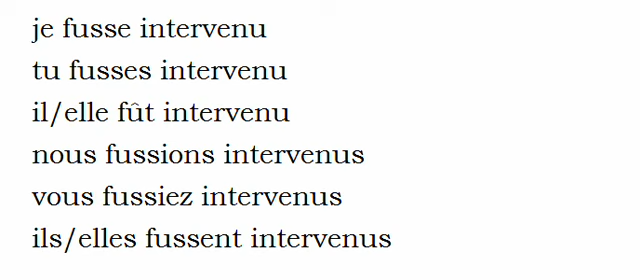 je fusse intervenu
tu fusses intervenu
il/elle fût intervenu
nous fussions intervenus
vous fussiez intervenus
ils/elles fussent intervenus